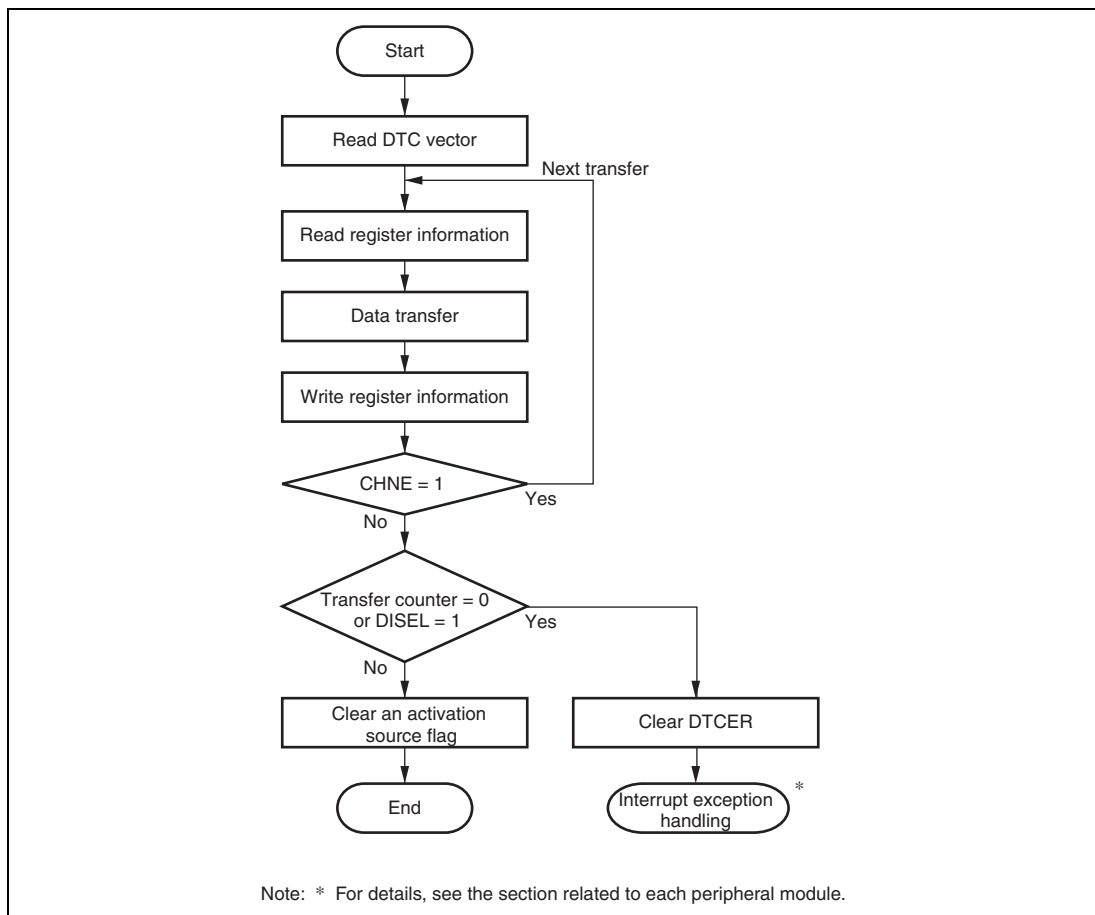 Start
Read DTC vector
Next transfer
Read register information
Data transfer
Write register information
CHNE = 1
Yes
No
Transfer counter = 0
or DISEL = 1
Yes
No
Clear an activation
source flag
Clear DTCER
End
Interrupt exception
handling
*
Note: * For details, see the section related to each peripheral module.